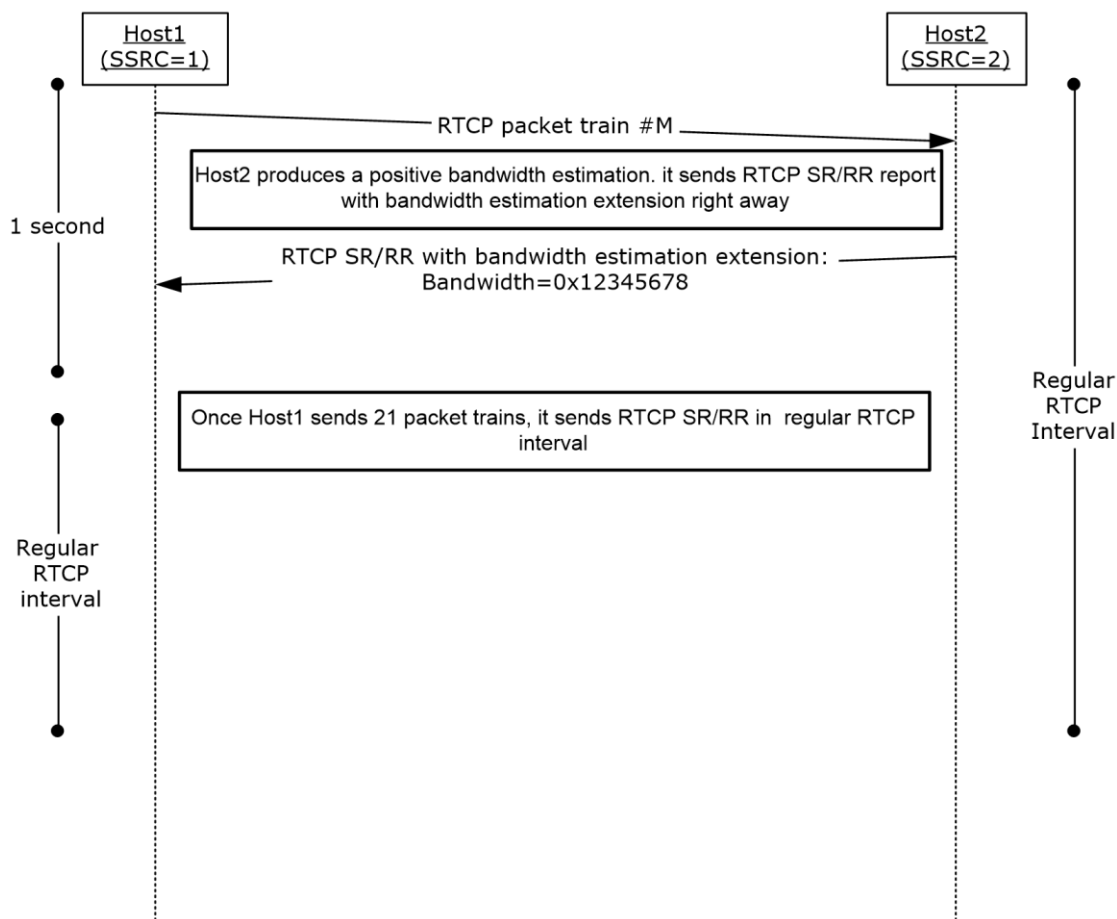 Host1
(SSRC=1)
Host2
(SSRC=2)
RTCP packet train #M
Host2 produces a positive bandwidth estimation. it sends RTCP SR/RR report
with bandwidth estimation extension right away
1 second
RTCP SR/RR with bandwidth estimation extension:
Bandwidth=0x12345678
Regular
RTCP
Interval
Once Host1 sends 21 packet trains, it sends RTCP SR/RR in regular RTCP
interval
Regular
RTCP
interval